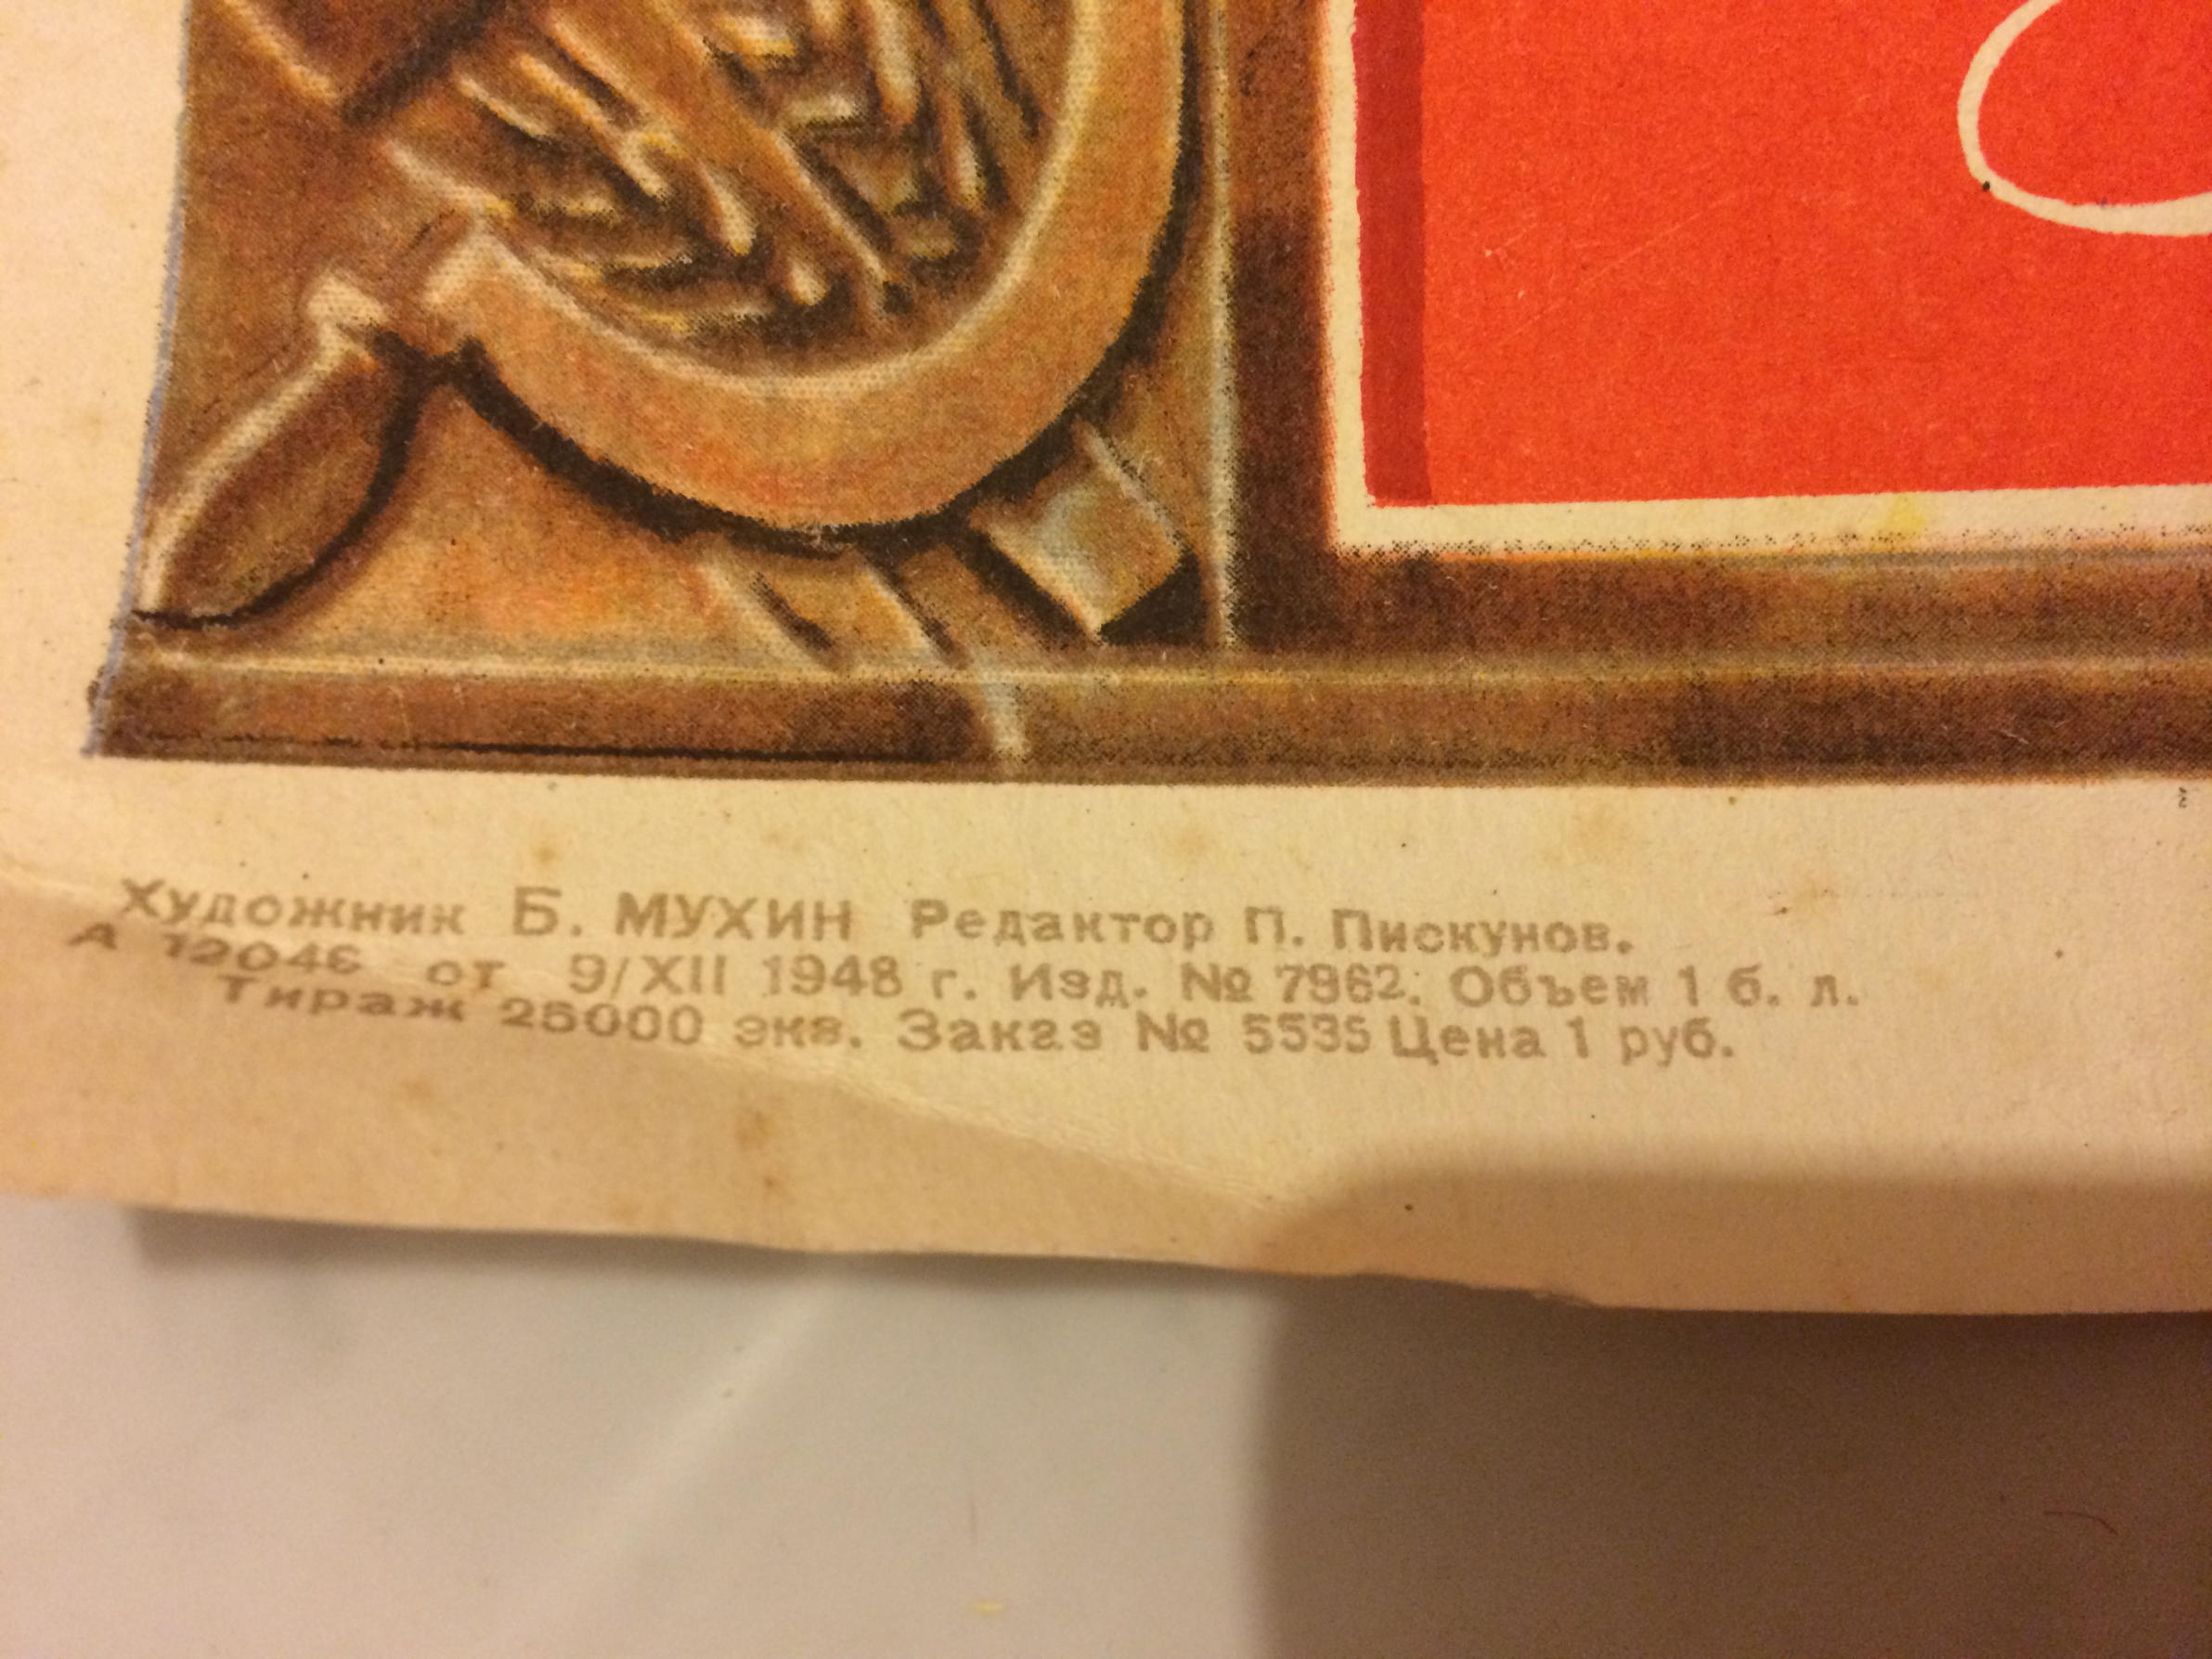 Художник Б. МУХИН Редактор П. Пискунов.
А 12046 от 9/XII 1948 г. Изд. № 7962. Объем 1 б. л.
Тираж 25000 экз. Заказ № 5535 Цена 1 руб.